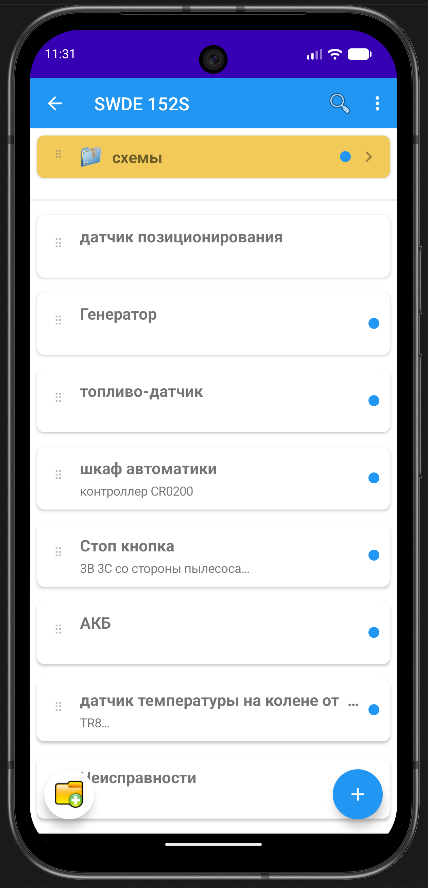 11:31
SWDE 152S
схемы
датчик позиционирования
Генератор
топливо-датчик
шкаф автоматики
контроллер CR0200
Стоп кнопка
3В 3С со стороны пылесоса...
АКБ
датчик температуры на колене от ...
TR8...
Неисправности